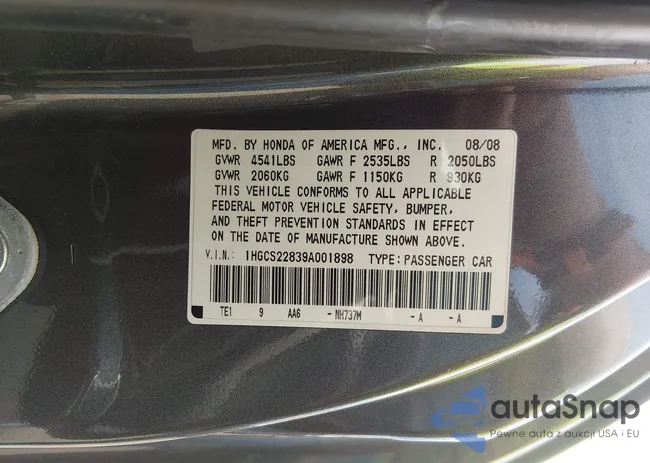 MFD. BY HONDA OF AMERICA MFG., INC. 08/08
GVWR 4541LBS GAWR F 2535LBS R 2050LBS
GVWR 2060KG GAWR F 1150KG R 930KG
THIS VEHICLE CONFORMS TO ALL APPLICABLE
FEDERAL MOTOR VEHICLE SAFETY, BUMPER,
AND THEFT PREVENTION STANDARDS IN EFFECT
ON THE DATE OF MANUFACTURE SHOWN ABOVE.
V.I.N.: 1HGCS22839A001898 TYPE: PASSENGER CAR
TE1 9 AA6 -NH737M -A -A
autaSnap
Pewne auta z aukcji USA i EU